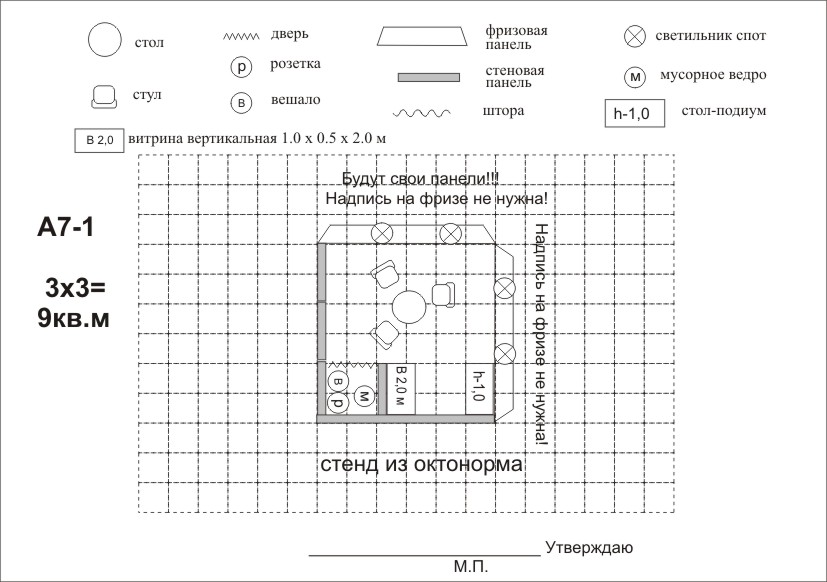 стол
дверь
фризовая
панель
светильник спот
р
розетка
стеновая
панель
м
мусорное ведро
стул
в
вешало
штора
h-1,0
стол-подиум
В 2,0
витрина вертикальная 1.0 x 0.5 x 2.0 м
Будут свои панели!!!
Надпись на фризе не нужна!
А7-1
3х3=
9кв.м
Надпись на фризе не нужна!
в
р
м
В 2,0 м
h-1,0
стенд из октонорма
Утверждаю
М.П.